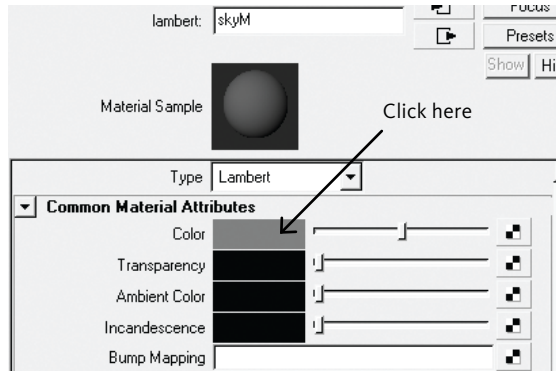 Focus
lambert: skyM
Presets
Show Hi
Material Sample
Click here
Type Lambert
Common Material Attributes
Color
Transparency
Ambient Color
Incandescence
Bump Mapping